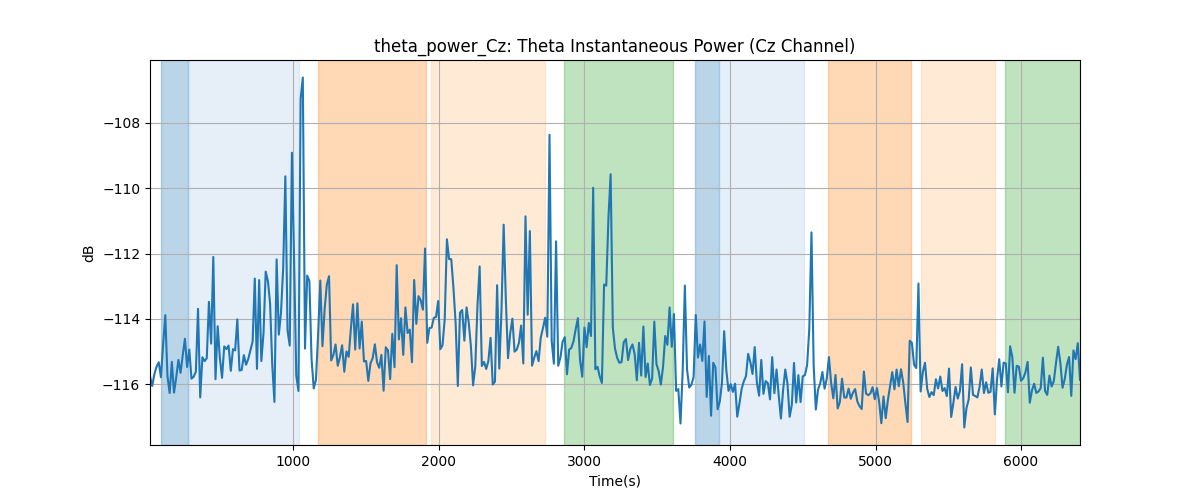 theta_power_Cz: Theta Instantaneous Power (Cz Channel)
dB
−108
−110
−112
−114
−116
1000 2000 3000 4000 5000 6000
Time(s)